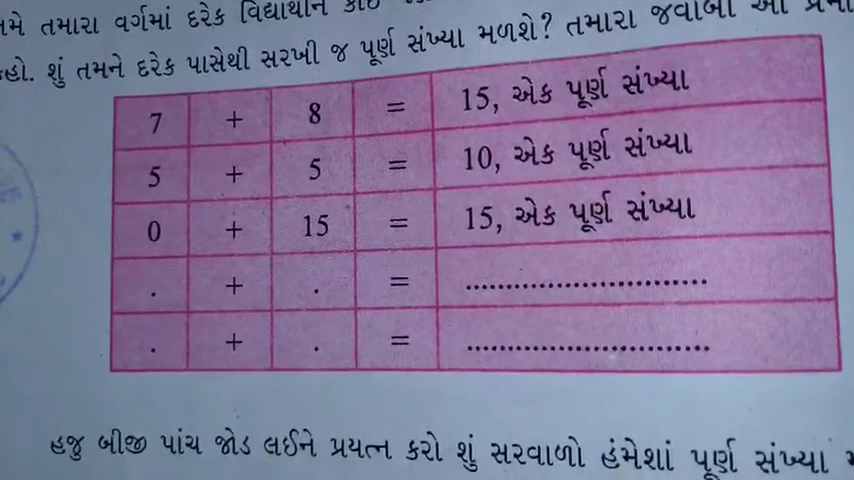 તમારા વર્ગમાં દરેક
શું તમને દરેક પાસેથી સરખી જ પૂર્ણ સંખ્યા મળશે? તમારા જવાબો આ
7 + 8 = 15, એક પૂર્ણ સંખ્યા
5 + 5 = 10, એક પૂર્ણ સંખ્યા
0 + 15 = 15, એક પૂર્ણ સંખ્યા
. + . = ..............................
. + . = ..............................
હજુ બીજી પાંચ જોડ લઈને પ્રયત્ન કરો શું સરવાળો હંમેશાં પૂર્ણ સંખ્યા